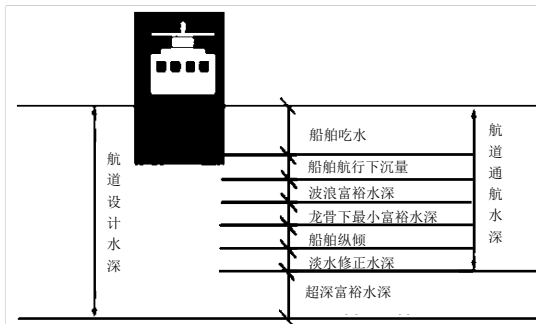 船舶吃水
船舶航行下沉量
波浪富裕水深
龙骨下最小富裕水深
船舶纵倾
淡水修正水深
超深富裕水深
航道设计水深
航道通航水深